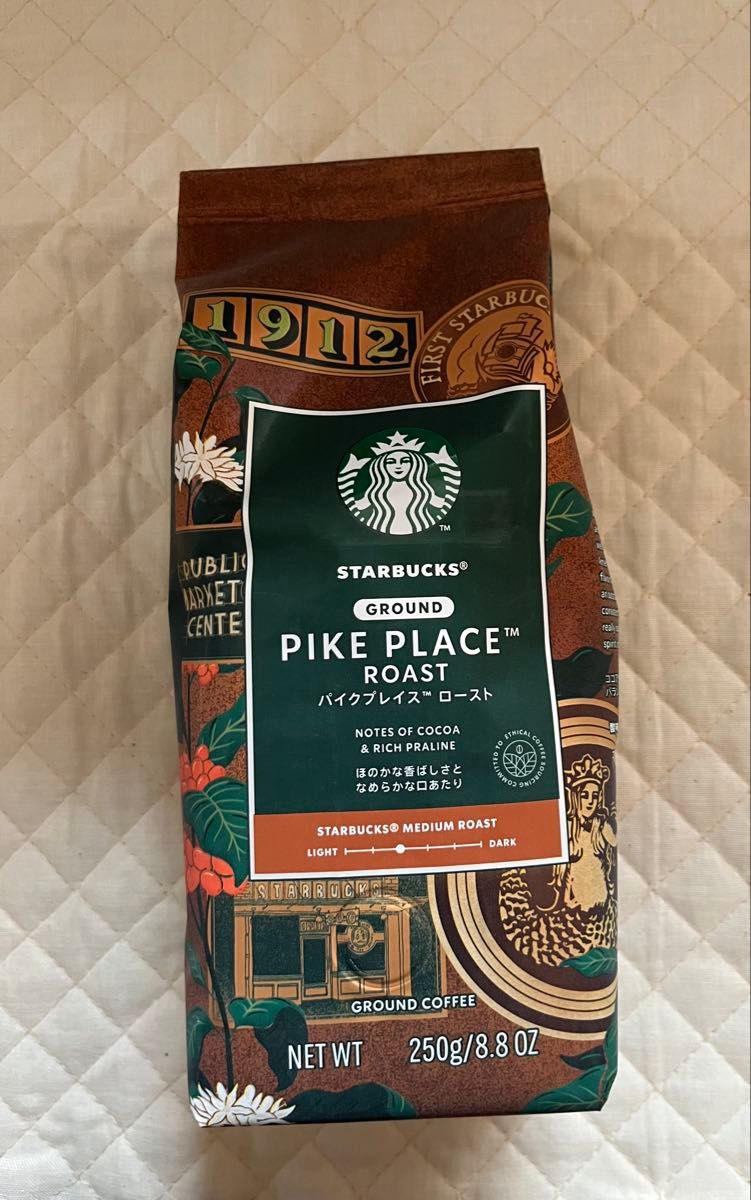 1912
FIRST STARBUC
PUBLIC
MARKET
CENTE
™
STARBUCKS®
GROUND
PIKE PLACE™
ROAST
パイクプレイス™ ロースト
NOTES OF COCOA
& RICH PRALINE
COMMITTED TO ETHICAL COFFEE SOURCING
ほのかな香ばしさと
なめらかな口あたり
STARBUCKS® MEDIUM ROAST
LIGHT DARK
STARBUCKS
GROUND COFFEE
NET WT 250g/8.8 OZ